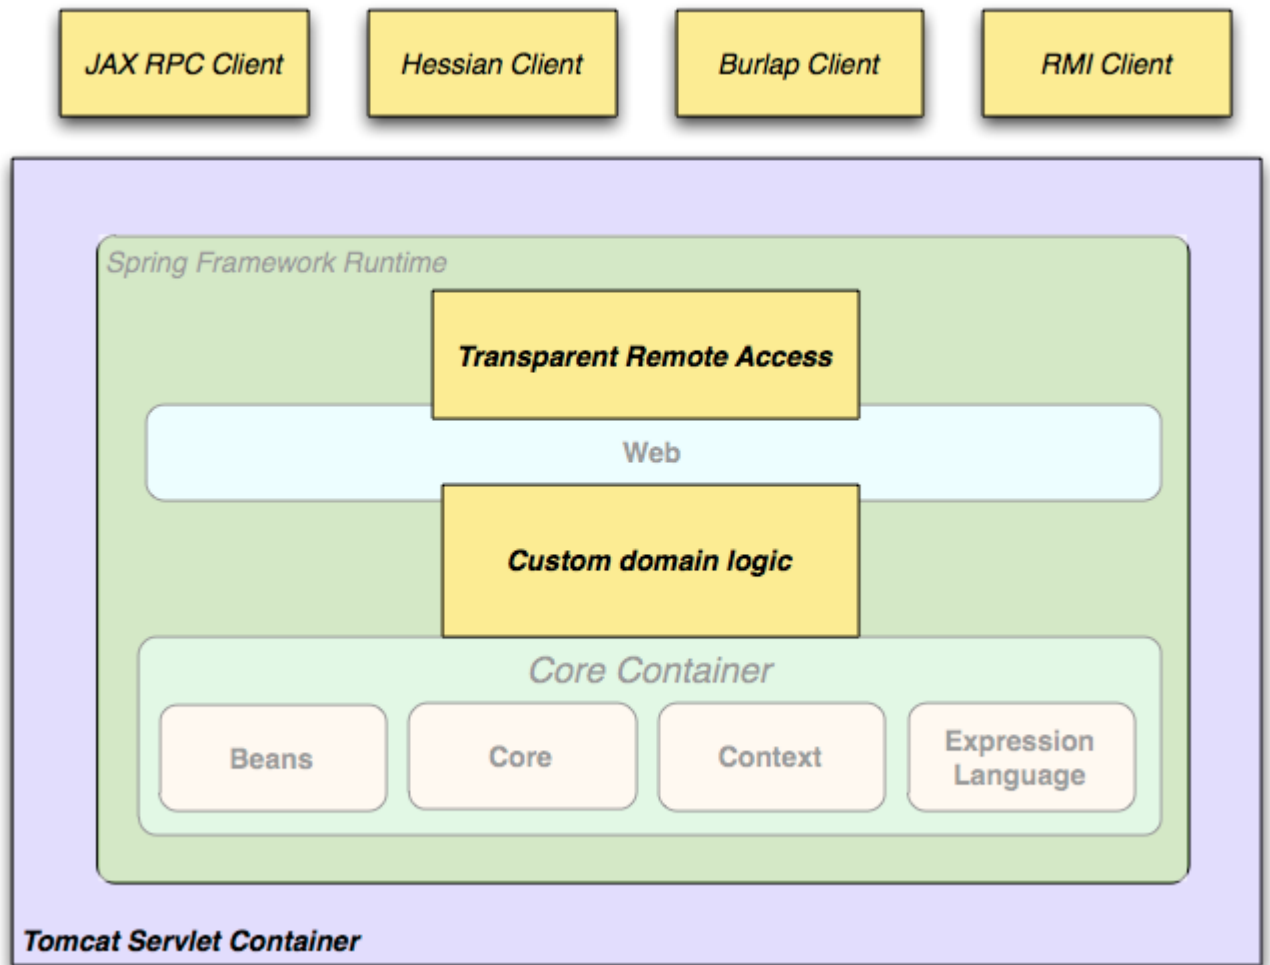 JAX RPC Client
Hessian Client
Burlap Client
RMI Client
Spring Framework Runtime
Transparent Remote Access
Web
Custom domain logic
Core Container
Beans
Core
Context
Expression
Language
Tomcat Servlet Container